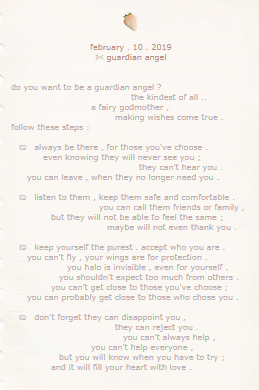 february . 10 . 2019
✄ guardian angel
do you want to be a guardian angel ?
the kindest of all ..
a fairy godmother ,
making wishes come true .
follow these steps :
always be there , for those you've choose .
even knowing they will never see you ;
they can't hear you .
you can leave , when they no longer need you .
listen to them , keep them safe and comfortable .
you can call them friends or family ,
but they will not be able to feel the same ;
maybe will not even thank you .
keep yourself the purest . accept who you are .
you can't fly , your wings are for protection .
you halo is invisible , even for yourself .
you shouldn't expect too much from others .
you can't get close to those you've choose ;
you can probably get close to those who chose you .
don't forget they can disappoint you ,
they can reject you .
you can't always help ,
you can't help everyone ,
but you will know when you have to try ;
and it will fill your heart with love .